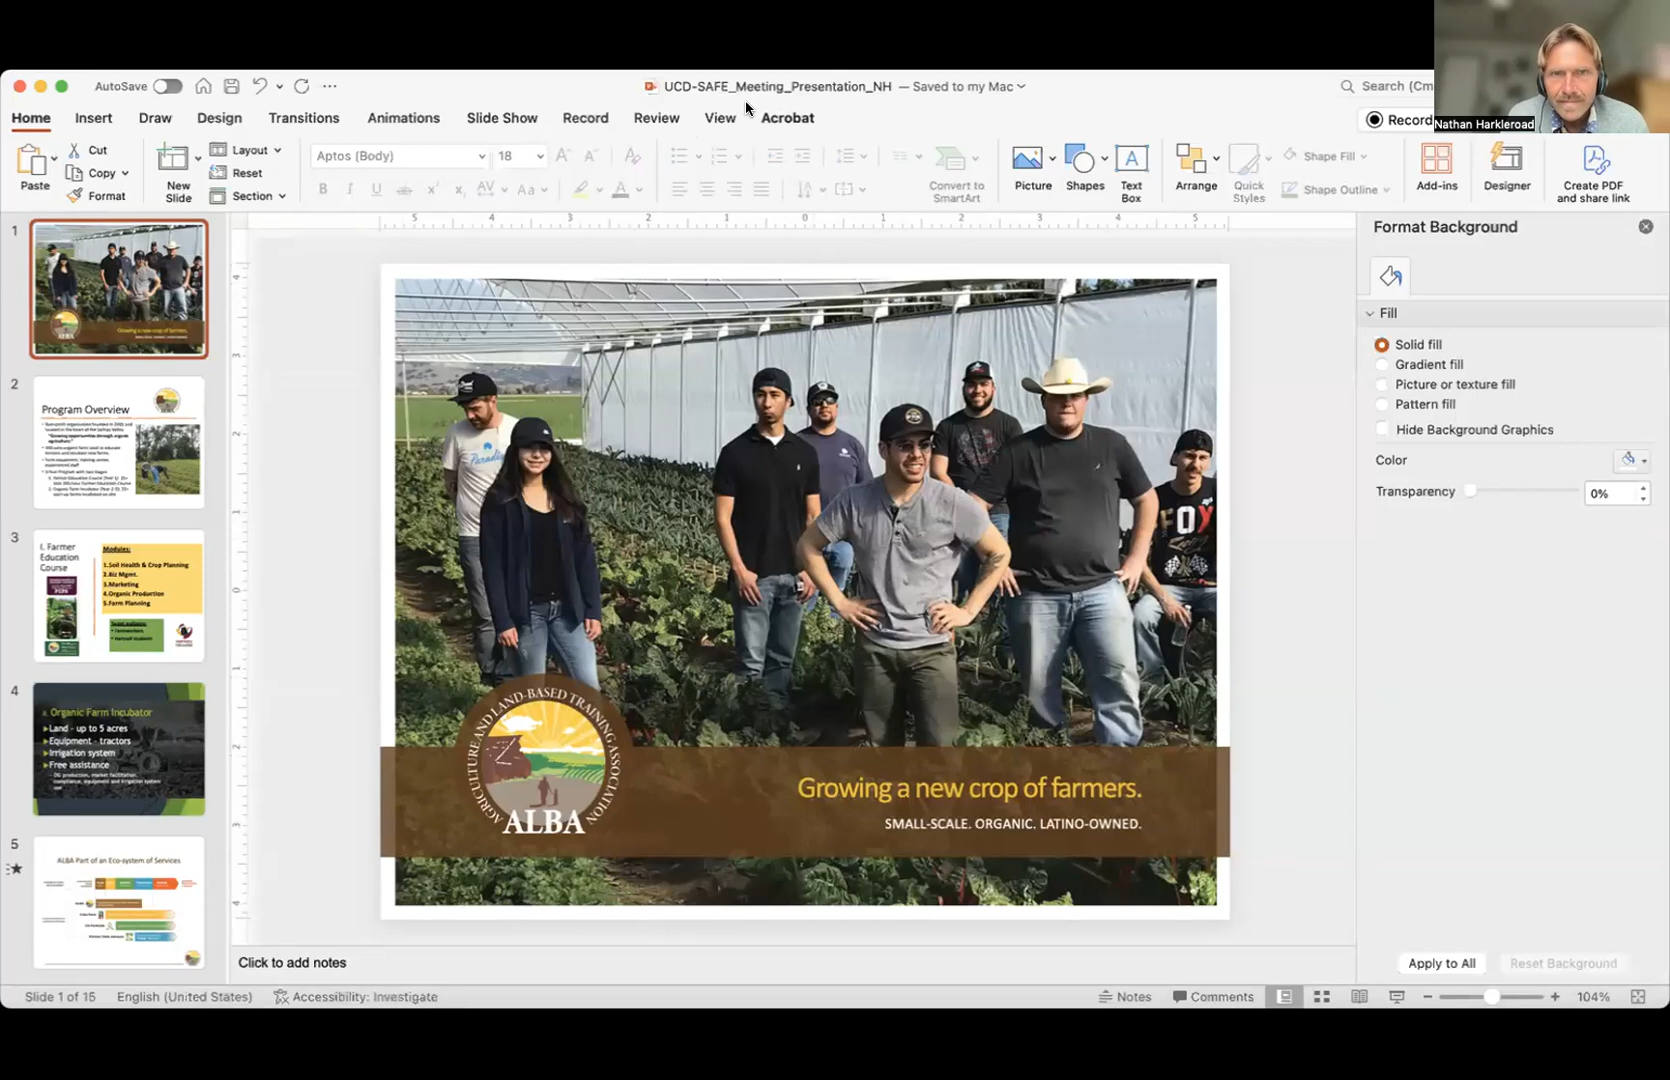 AutoSave
UCD-SAFE_Meeting_Presentation_NH — Saved to my Mac
Search (Cm
Nathan Harkleroad
Home Insert Draw Design Transitions Animations Slide Show Record Review View Acrobat
Record
Paste
Cut
Copy
Format
New Slide
Layout
Reset
Section
Aptos (Body)
18
Convert to SmartArt
Picture
Shapes
Text Box
Arrange
Quick Styles
Shape Fill
Shape Outline
Add-ins
Designer
Create PDF and share link
1
2
Program Overview
3
I. Farmer
Education
Course
Modules:
1.Soil Health & Crop Planning
2.Biz Mgmt.
3.Marketing
4.Organic Production
5.Farm Planning
4
Organic Farm Incubator
Land - up to 5 acres
Equipment - tractors
Irrigation system
Free assistance
5
ALBA Part of an Eco-system of Services
AGRICULTURE AND LAND-BASED TRAINING ASSOCIATION
ALBA
Growing a new crop of farmers.
SMALL-SCALE. ORGANIC. LATINO-OWNED.
FOX
Format Background
Fill
Solid fill
Gradient fill
Picture or texture fill
Pattern fill
Hide Background Graphics
Color
Transparency
0%
Apply to All
Reset Background
Click to add notes
Slide 1 of 15
English (United States)
Accessibility: Investigate
Notes
Comments
104%